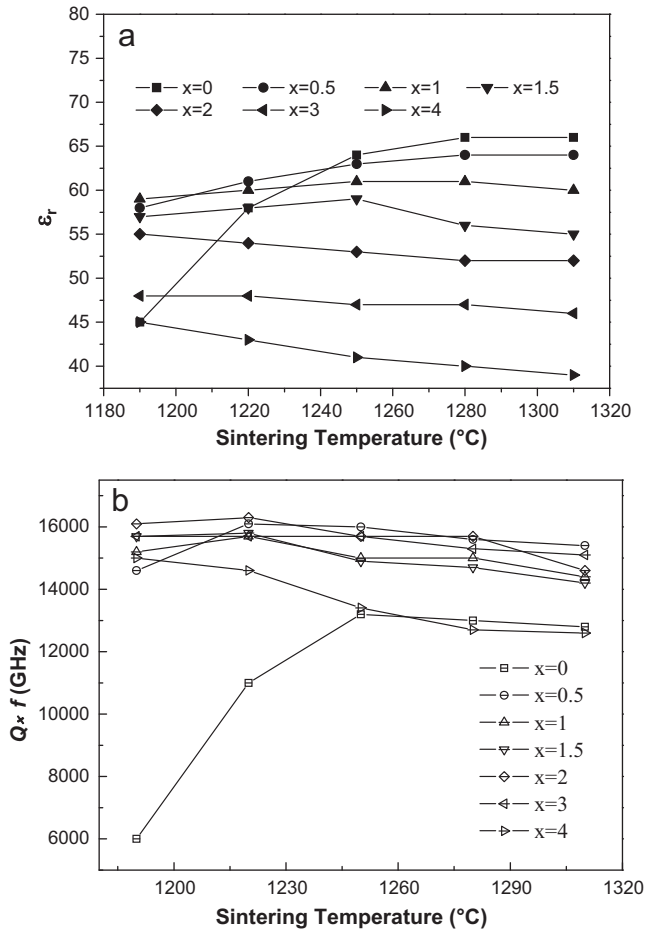 a
80
75
70
65
60
55
50
45
40
x=0 x=0.5 x=1 x=1.5
x=2 x=3 x=4
εr
1180 1200 1220 1240 1260 1280 1300 1320
Sintering Temperature (°C)
b
16000
14000
12000
10000
8000
6000
Q× f (GHz)
x=0
x=0.5
x=1
x=1.5
x=2
x=3
x=4
1200 1230 1260 1290 1320
Sintering Temperature (°C)